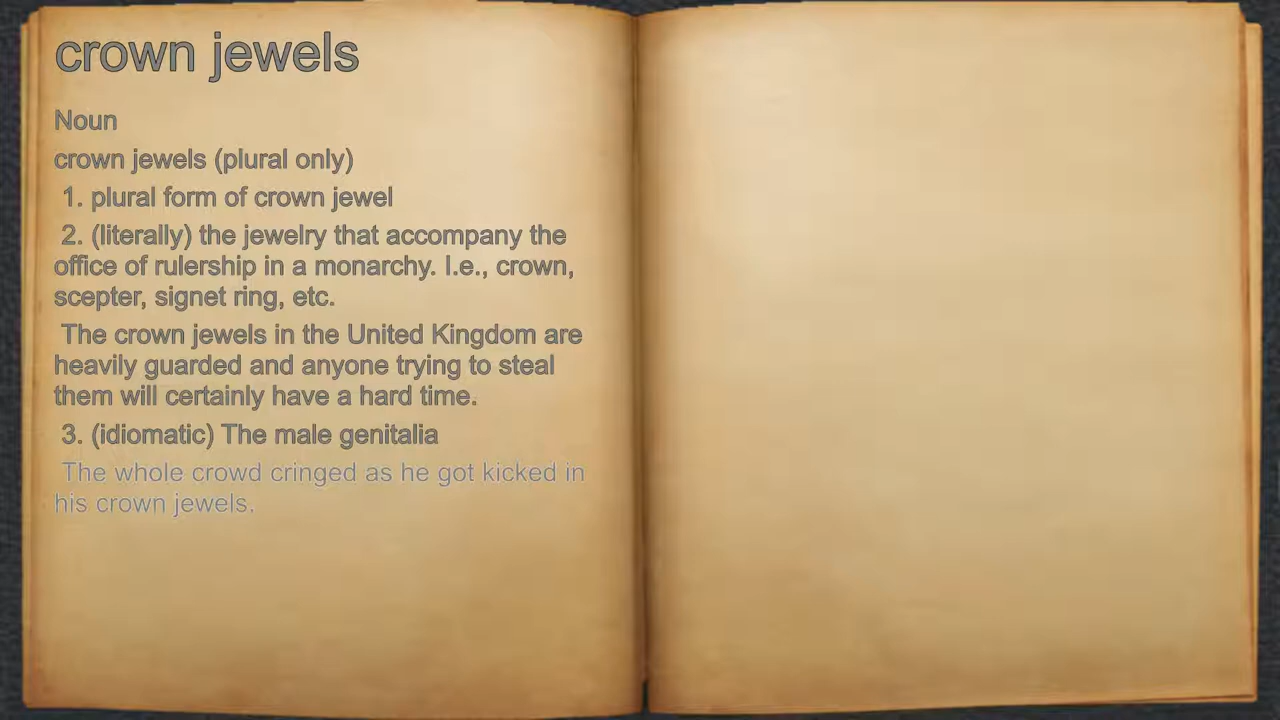 crown jewels
Noun
crown jewels (plural only)
1. plural form of crown jewel
2. (literally) the jewelry that accompany the
office of rulership in a monarchy. I.e., crown,
scepter, signet ring, etc.
The crown jewels in the United Kingdom are
heavily guarded and anyone trying to steal
them will certainly have a hard time.
3. (idiomatic) The male genitalia
The whole crowd cringed as he got kicked in
his crown jewels.